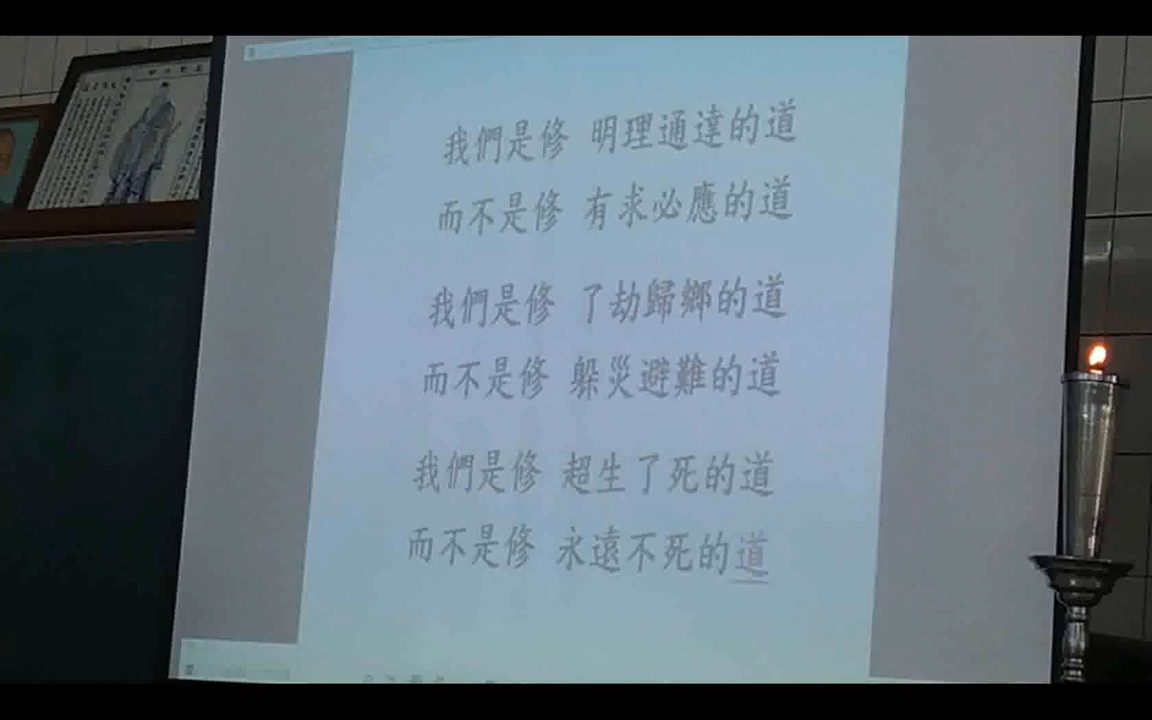 我們是修 明理通達的道
而不是修 有求必應的道
我們是修 了劫歸鄉的道
而不是修 躲災避難的道
我們是修 超生了死的道
而不是修 永遠不死的道